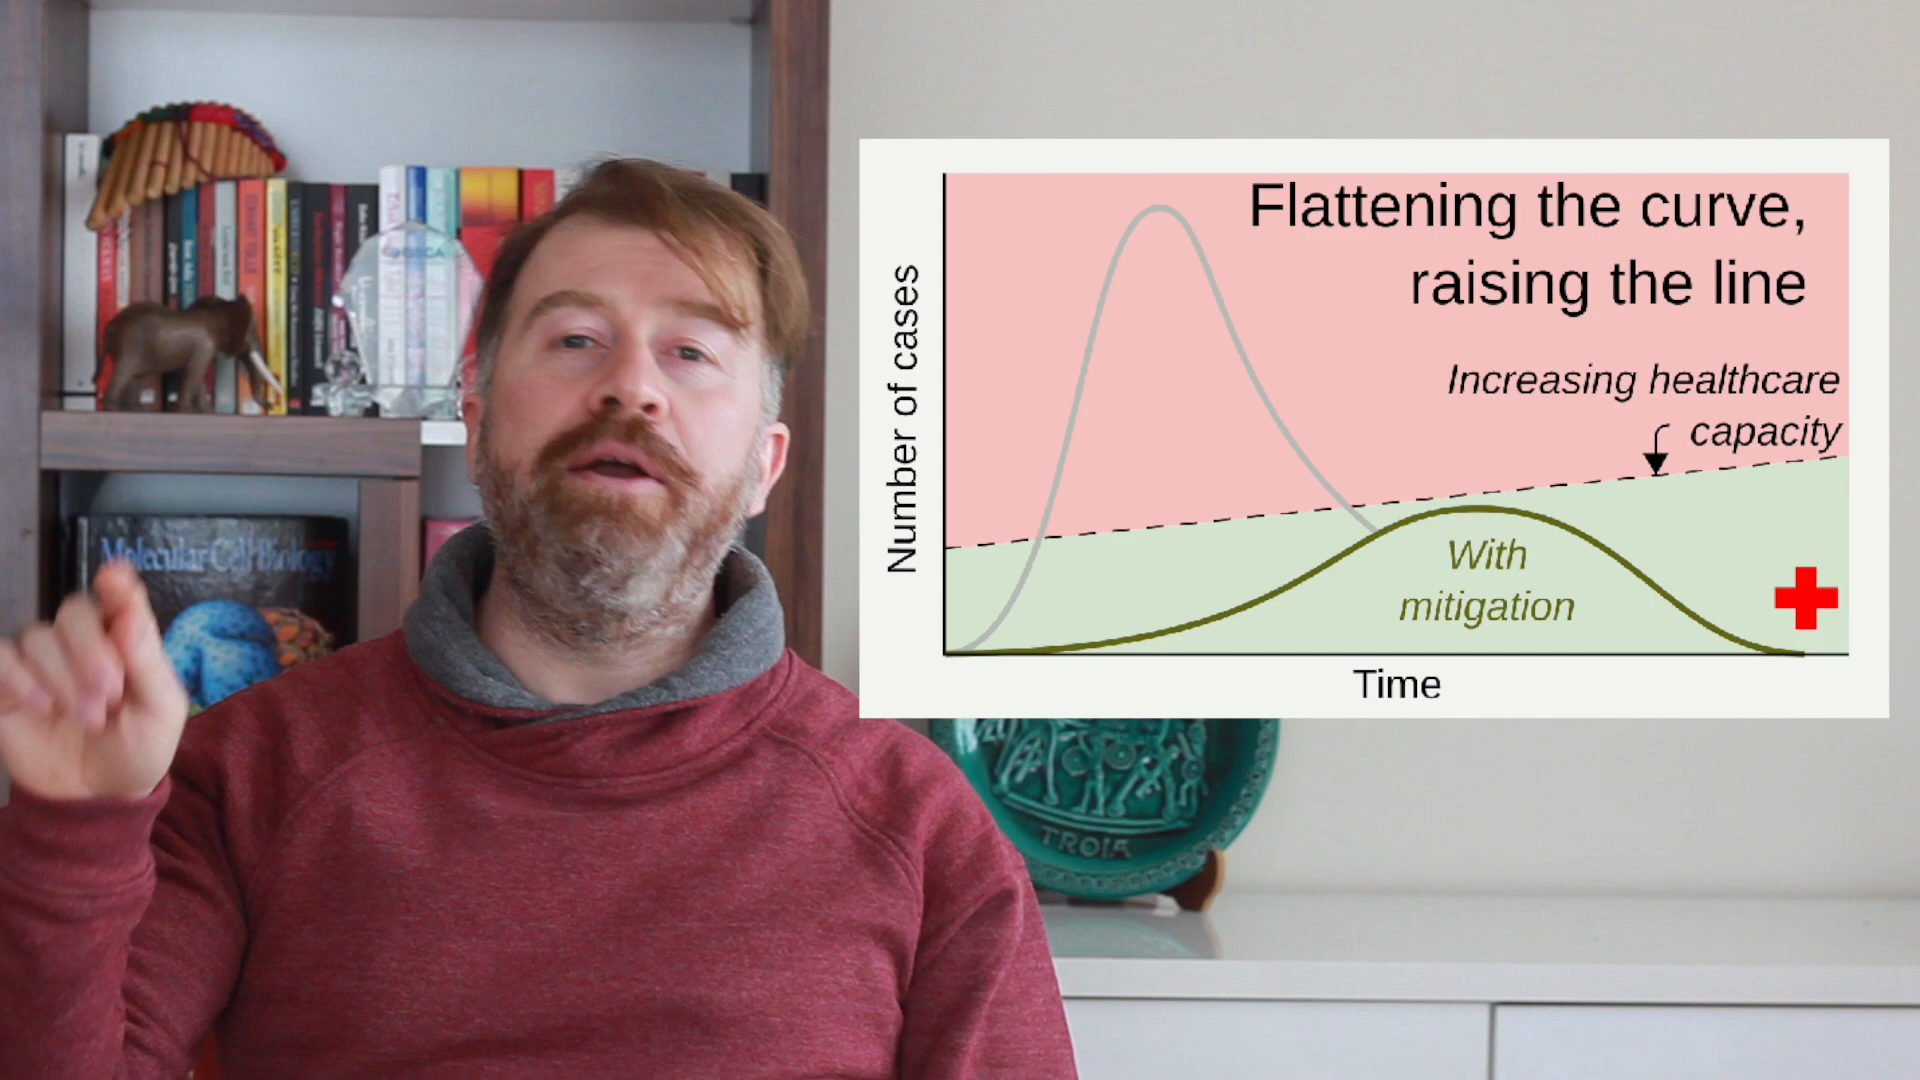 Flattening the curve,
raising the line
Increasing healthcare
capacity
With
mitigation
Number of cases
Time
Molecular Cell Biology
TROIA